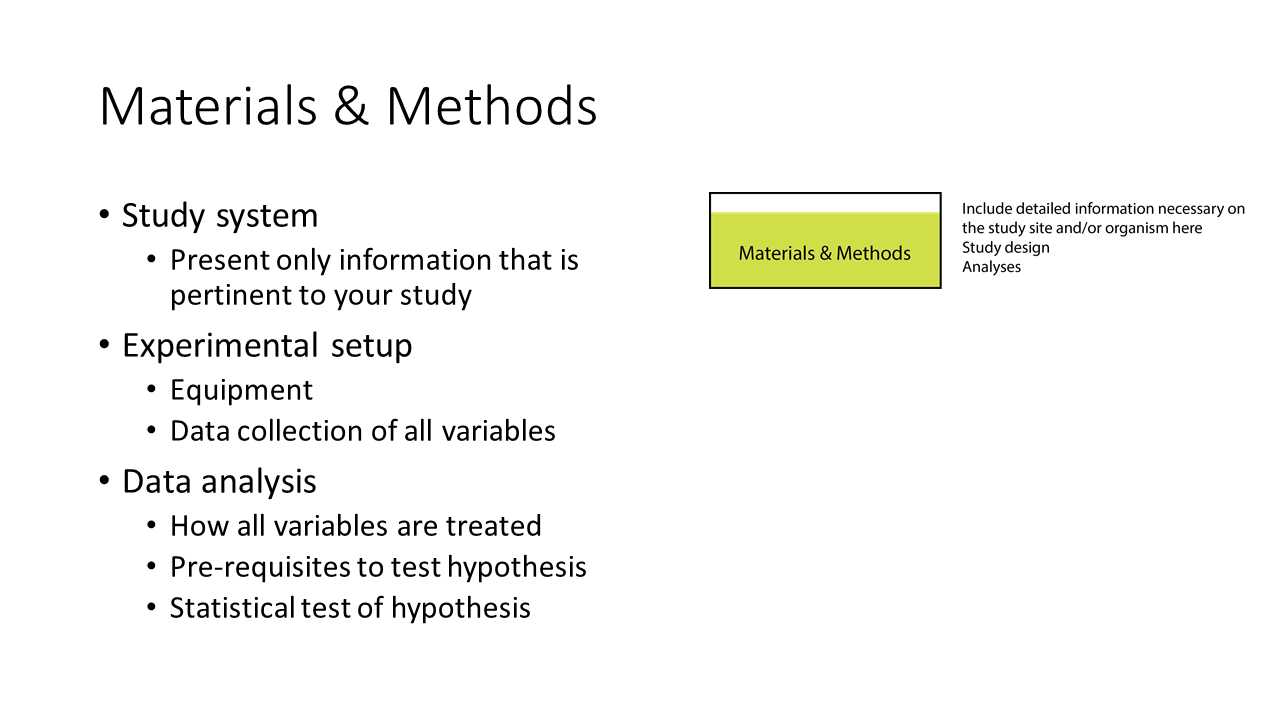 Materials & Methods
• Study system
• Present only information that is
pertinent to your study
• Experimental setup
• Equipment
• Data collection of all variables
• Data analysis
• How all variables are treated
• Pre-requisites to test hypothesis
• Statistical test of hypothesis
Materials & Methods
Include detailed information necessary on
the study site and/or organism here
Study design
Analyses